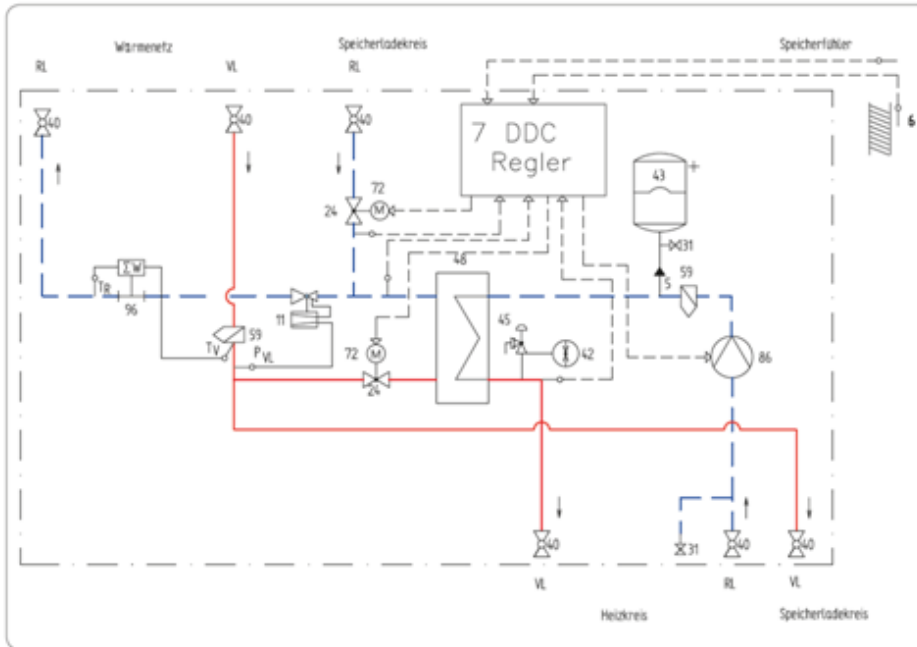 Wärmenetz Speicherladekreis Speicherfühler
RL VL RL
40 40 40
6
7 DDC
Regler
43
72
24 M
31
48
ΣW
TR
59
5
96
11
45
59
TV
PVL
72
M
42
86
24
40 31 40 40
VL RL VL
Heizkreis Speicherladekreis